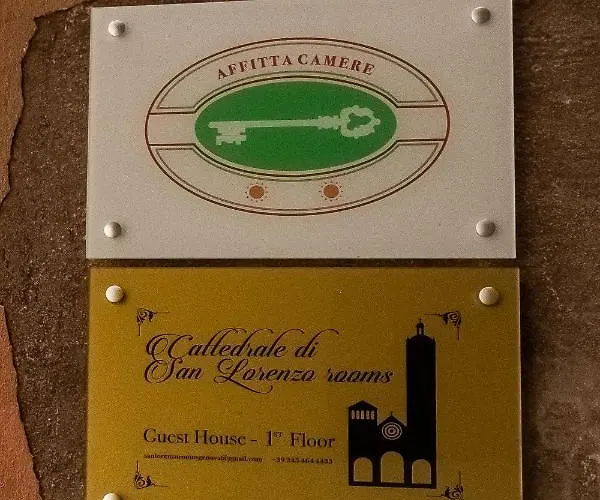 AFFITTA CAMERE
Cattedrale di
San Lorenzo rooms
Guest House - 1ST Floor